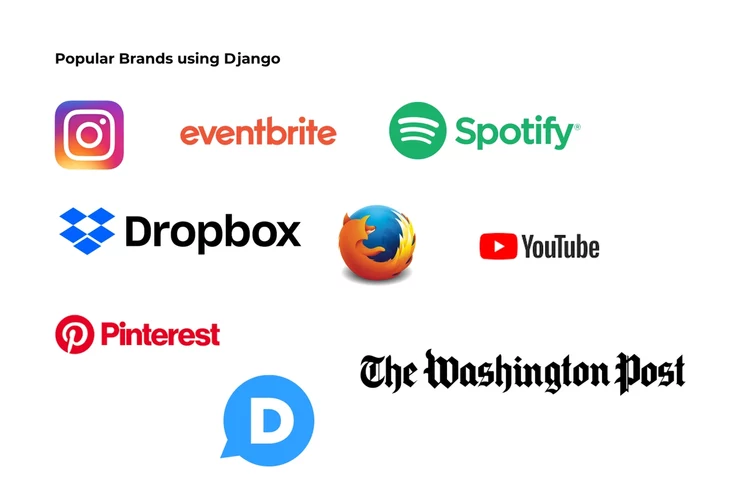 Popular Brands using Django
eventbrite
Spotify®
Dropbox
YouTube
Pinterest
The Washington Post
D